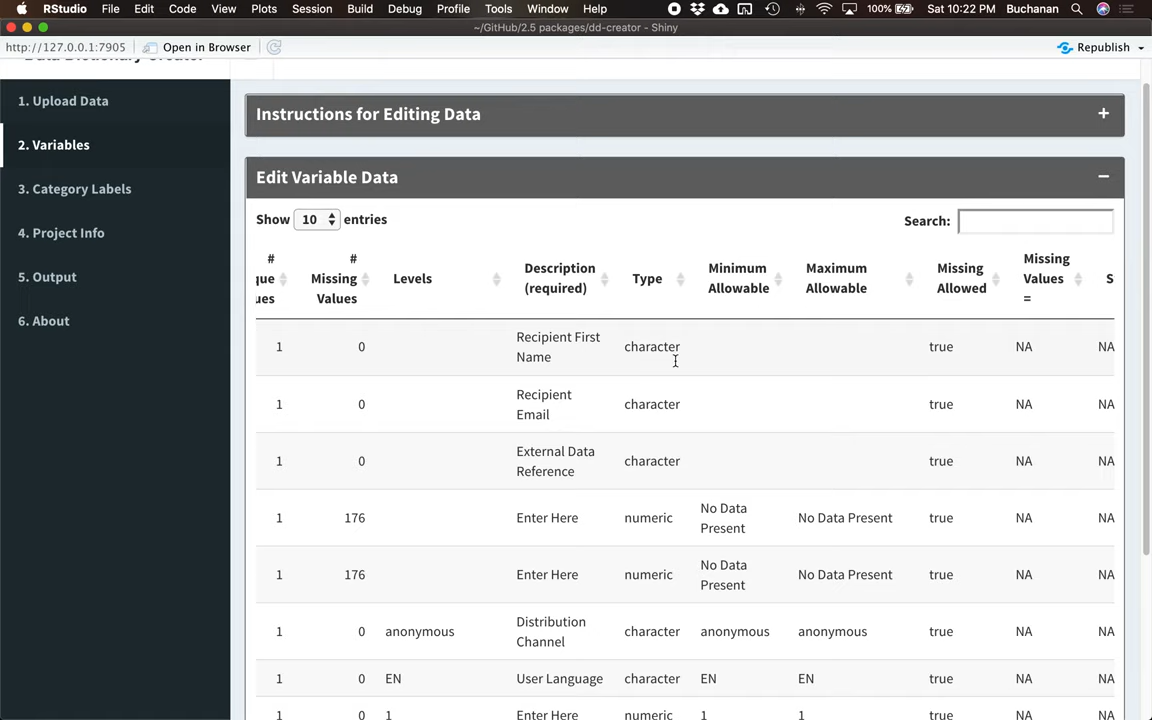 RStudio File Edit Code View Plots Session Build Debug Profile Tools Window Help 100% Sat 10:22 PM Buchanan
~/GitHub/2.5 packages/dd-creator - Shiny
http://127.0.0.1:7905 Open in Browser Republish
Data Dictionary Creator
1. Upload Data
2. Variables
3. Category Labels
4. Project Info
5. Output
6. About
Instructions for Editing Data +
Edit Variable Data −
Show 10 entries Search:
#
que
ues
#
Missing
Values
Levels
Description
(required)
Type
Minimum
Allowable
Maximum
Allowable
Missing
Allowed
Missing
Values
=
S
1 0 Recipient First
Name character true NA NA
1 0 Recipient
Email character true NA NA
1 0 External Data
Reference character true NA NA
1 176 Enter Here numeric No Data
Present No Data Present true NA NA
1 176 Enter Here numeric No Data
Present No Data Present true NA NA
1 0 anonymous Distribution
Channel character anonymous anonymous true NA NA
1 0 EN User Language character EN EN true NA NA
1 0 1 Enter Here numeric 1 1 true NA NA